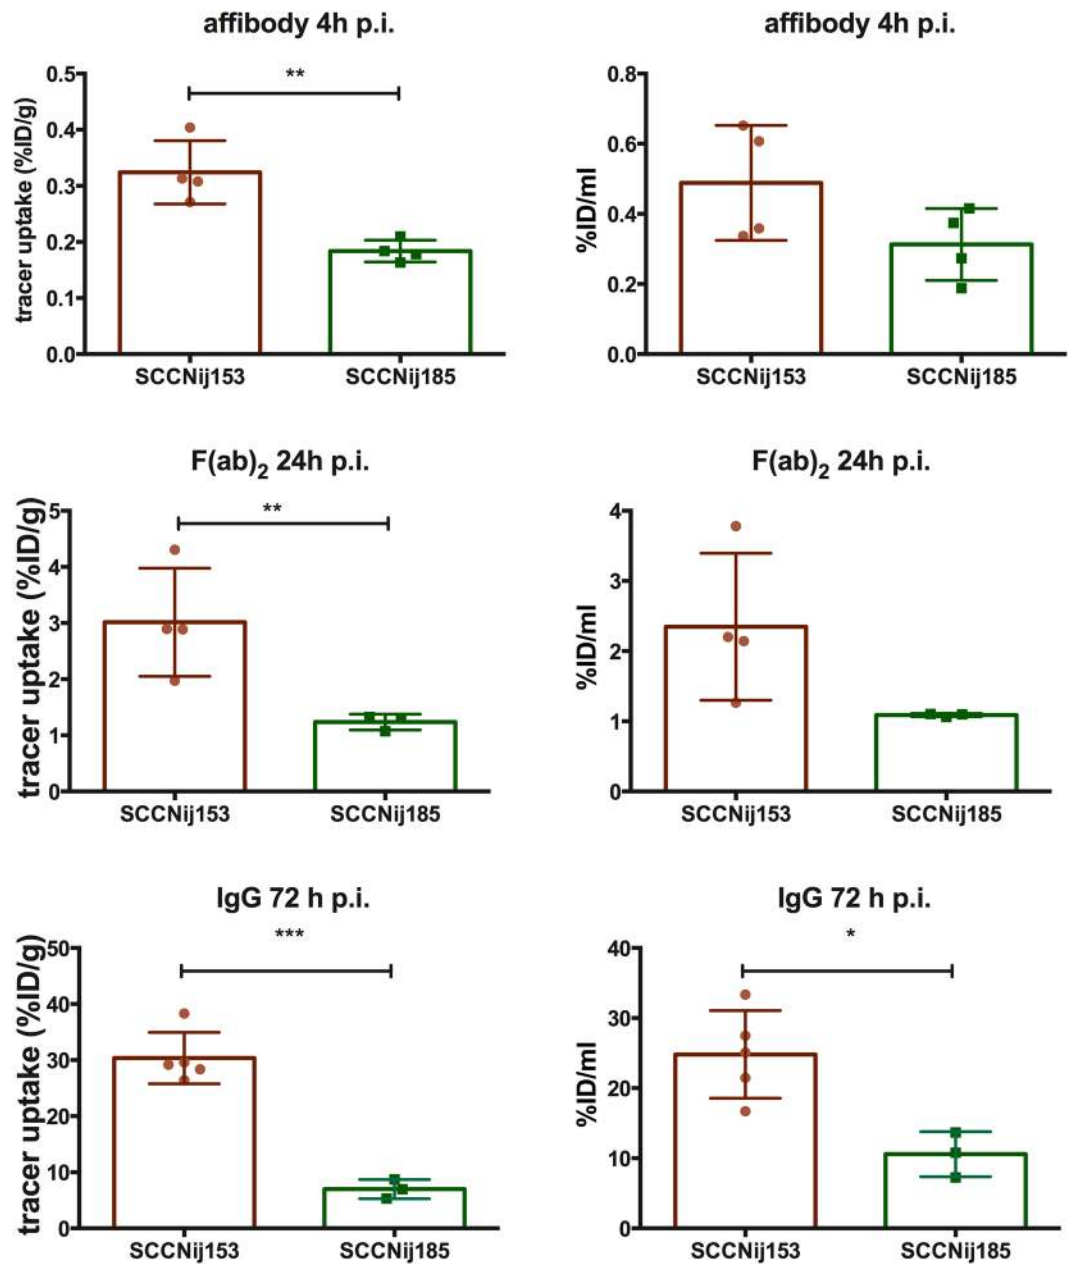 affibody 4h p.i.
tracer uptake (%ID/g)
0.5
0.4
0.3
0.2
0.1
0.0
**
SCCNij153 SCCNij185
affibody 4h p.i.
%ID/ml
0.8
0.6
0.4
0.2
0.0
SCCNij153 SCCNij185
F(ab)₂ 24h p.i.
tracer uptake (%ID/g)
5
4
3
2
1
0
**
SCCNij153 SCCNij185
F(ab)₂ 24h p.i.
%ID/ml
4
3
2
1
0
SCCNij153 SCCNij185
IgG 72 h p.i.
tracer uptake (%ID/g)
50
40
30
20
10
0
***
SCCNij153 SCCNij185
IgG 72 h p.i.
%ID/ml
40
30
20
10
0
*
SCCNij153 SCCNij185